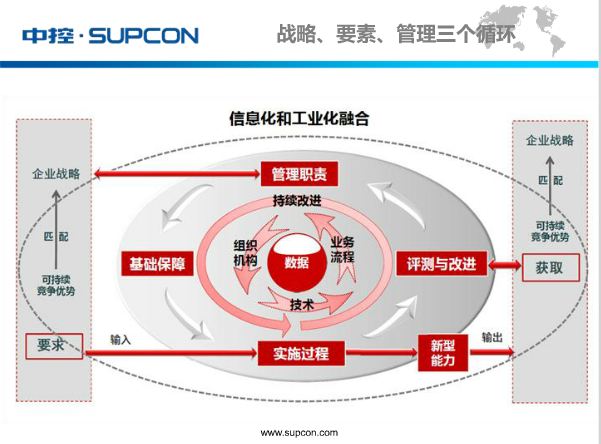 中控·SUPCON
战略、要素、管理三个循环
信息化和工业化融合
企业战略
匹 配
可持续
竞争优势
要求
输入
管理职责
持续改进
基础保障
组织
机构
业务
流程
数据
技术
评测与改进
实施过程
新型
能力
输出
企业战略
匹 配
可持续
竞争优势
获取
www.supcon.com